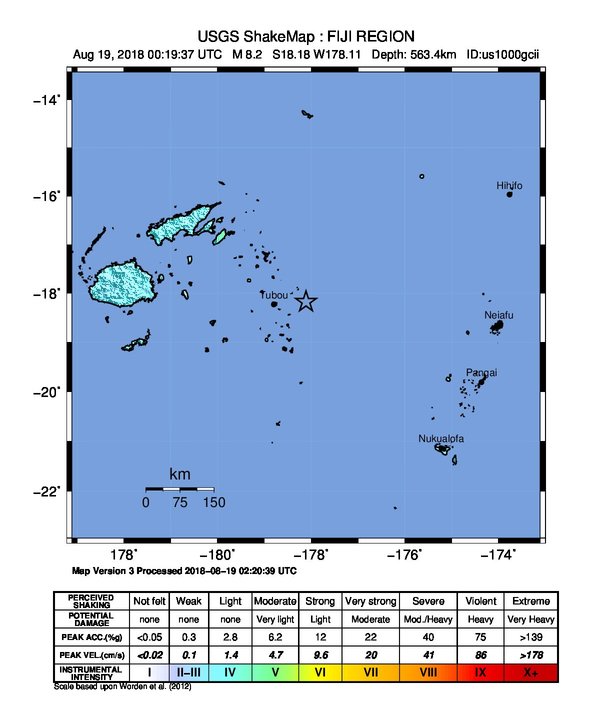 USGS ShakeMap : FIJI REGION
Aug 19, 2018 00:19:37 UTC M 8.2 S18.18 W178.11 Depth: 563.4km ID:us1000gcii
−14˚
−16˚
Hihifo
−18˚
Tubou
Neiafu
−20˚
Pangai
Nukualofa
−22˚
km
0 75 150
178˚ −180˚ −178˚ −176˚ −174˚
Map Version 3 Processed 2018−08−19 02:20:39 UTC
PERCEIVED SHAKING Not felt Weak Light Moderate Strong Very strong Severe Violent Extreme
POTENTIAL DAMAGE none none none Very light Light Moderate Mod./Heavy Heavy Very Heavy
PEAK ACC.(%g) <0.05 0.3 2.8 6.2 12 22 40 75 >139
PEAK VEL.(cm/s) <0.02 0.1 1.4 4.7 9.6 20 41 86 >178
INSTRUMENTAL INTENSITY I II−III IV V VI VII VIII IX X+
Scale based upon Worden et al. (2012)